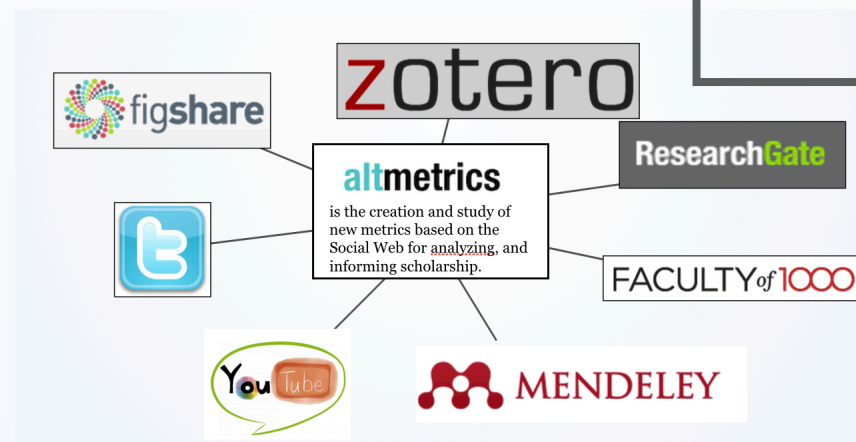 zotero
figshare
ResearchGate
altmetrics
is the creation and study of
new metrics based on the
Social Web for analyzing, and
informing scholarship.
t
FACULTY of 1000
You Tube
MENDELEY